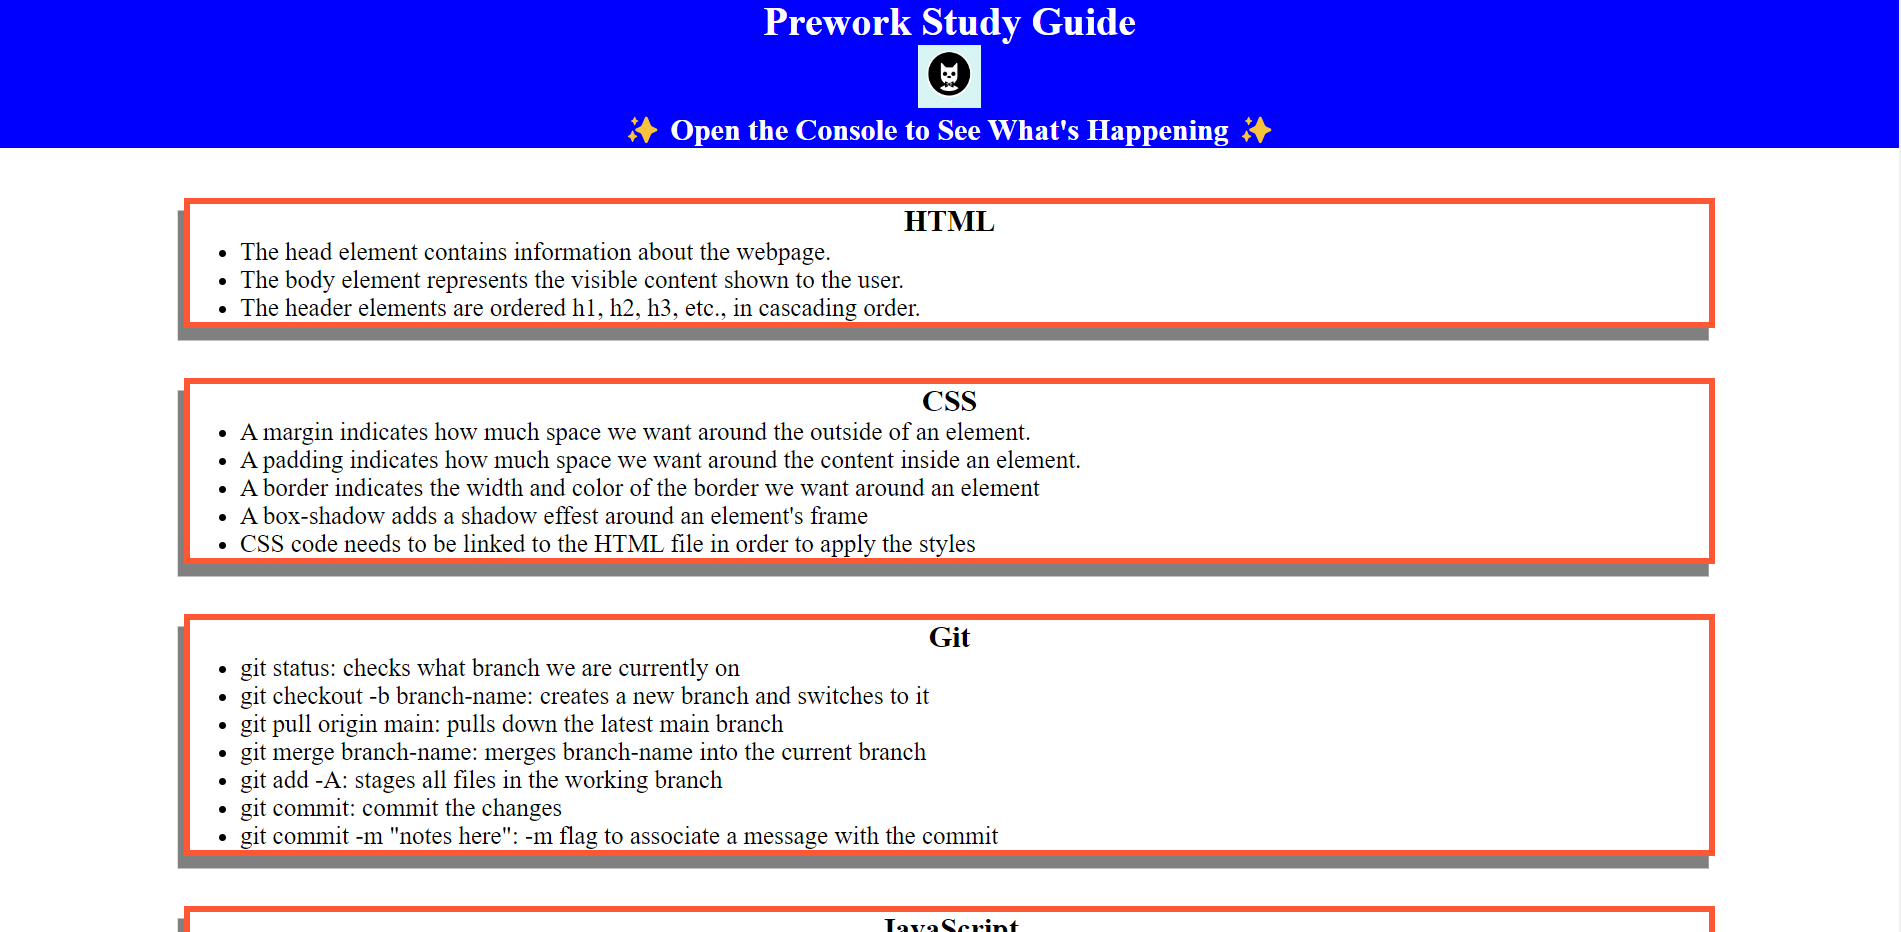 Prework Study Guide
✨ Open the Console to See What's Happening ✨
HTML
• The head element contains information about the webpage.
• The body element represents the visible content shown to the user.
• The header elements are ordered h1, h2, h3, etc., in cascading order.
CSS
• A margin indicates how much space we want around the outside of an element.
• A padding indicates how much space we want around the content inside an element.
• A border indicates the width and color of the border we want around an element
• A box-shadow adds a shadow effest around an element's frame
• CSS code needs to be linked to the HTML file in order to apply the styles
Git
• git status: checks what branch we are currently on
• git checkout -b branch-name: creates a new branch and switches to it
• git pull origin main: pulls down the latest main branch
• git merge branch-name: merges branch-name into the current branch
• git add -A: stages all files in the working branch
• git commit: commit the changes
• git commit -m "notes here": -m flag to associate a message with the commit
JavaScript